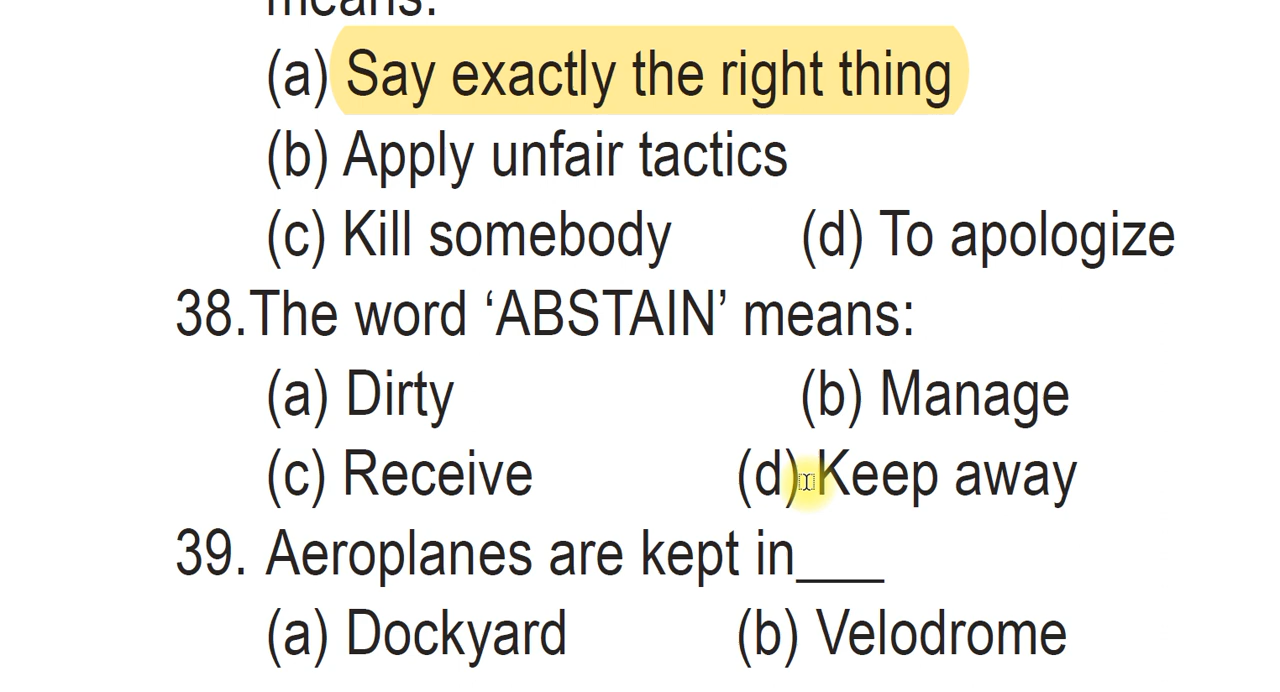 means:
(a) Say exactly the right thing
(b) Apply unfair tactics
(c) Kill somebody (d) To apologize
38.The word ‘ABSTAIN’ means:
(a) Dirty (b) Manage
(c) Receive (d) Keep away
39. Aeroplanes are kept in___
(a) Dockyard (b) Velodrome